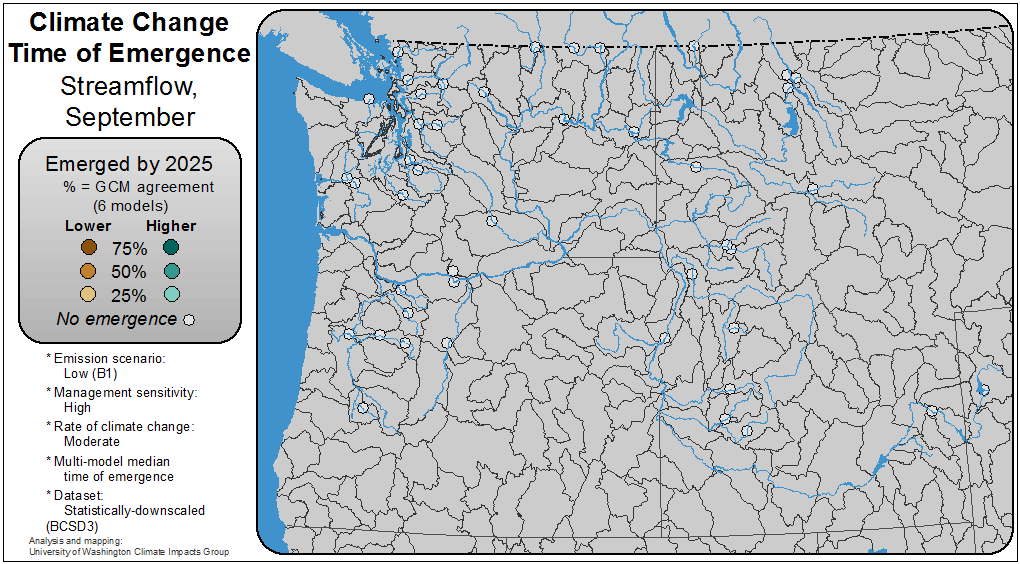 Climate Change
Time of Emergence
Streamflow,
September
Emerged by 2025
% = GCM agreement
(6 models)
Lower Higher
75%
50%
25%
No emergence
* Emission scenario:
Low (B1)
* Management sensitivity:
High
* Rate of climate change:
Moderate
* Multi-model median
time of emergence
* Dataset:
Statistically-downscaled
(BCSD3)
Analysis and mapping:
University of Washington Climate Impacts Group